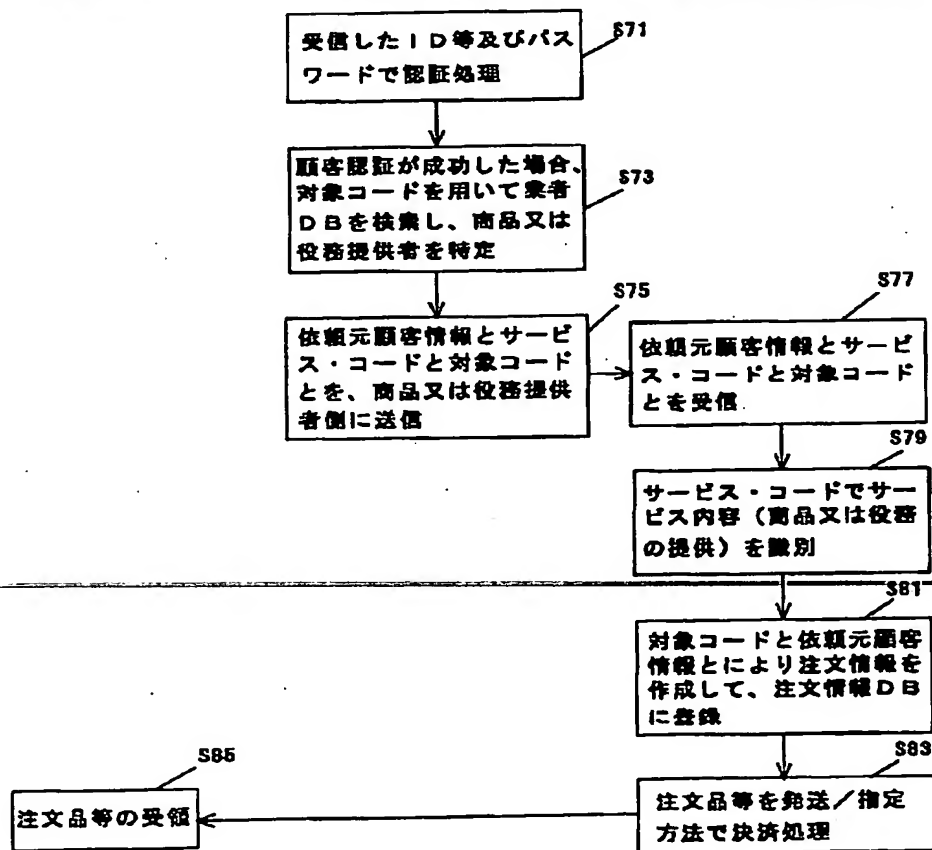 S71
受信したＩＤ等及びパス
ワードで認証処理
S73
顧客認証が成功した場合、
対象コードを用いて業者
ＤＢを検索し、商品又は
役務提供者を特定
S75
依頼元顧客情報とサービ
ス・コードと対象コード
とを、商品又は役務提供
者側に送信
S77
依頼元顧客情報とサービ
ス・コードと対象コード
とを受信
S79
サービス・コードでサー
ビス内容（商品又は役務
の提供）を識別
S81
対象コードと依頼元顧客
情報とにより注文情報を
作成して、注文情報ＤＢ
に登録
S83
注文品等を発送／指定
方法で決済処理
S85
注文品等の受領